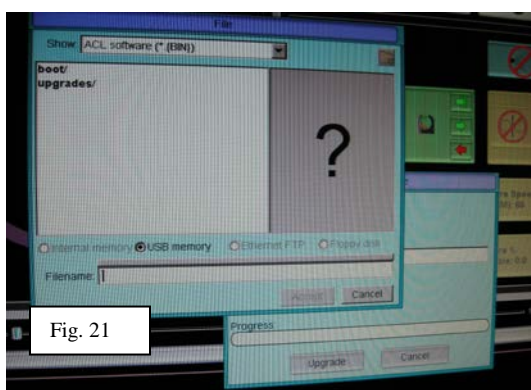 File
Show: ACL software (*.{BIN})
boot/
upgrades/
?
Internal memory USB memory Ethernet FTP Floppy disk
Filename:
Accept Cancel
Progress
Upgrade Cancel
Fig. 21